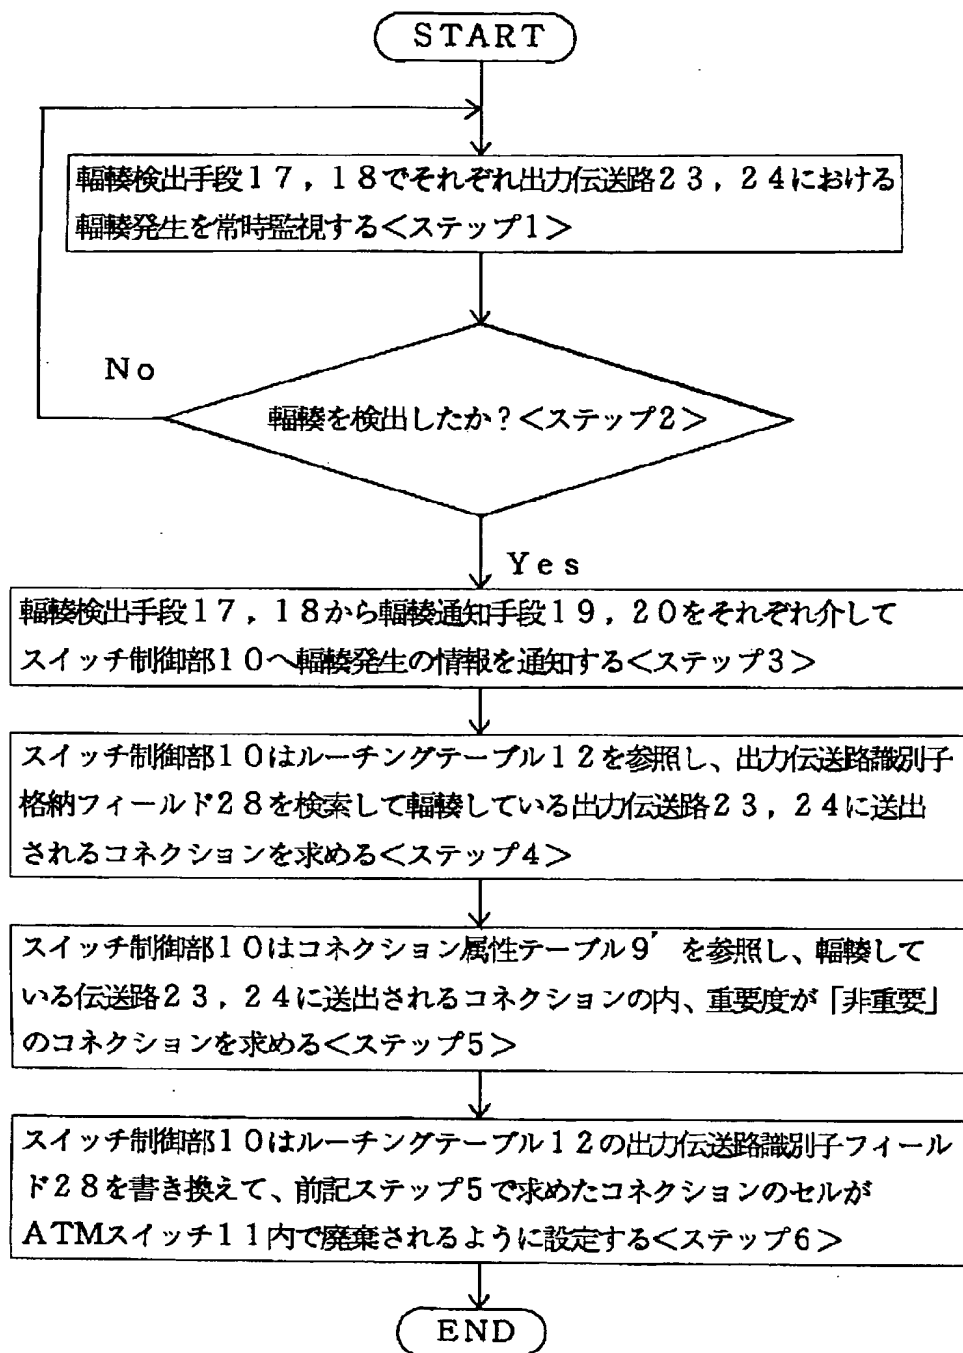 START
輻輳検出手段17，18でそれぞれ出力伝送路23，24における
輻輳発生を常時監視する＜ステップ1＞
No
輻輳を検出したか？＜ステップ2＞
Yes
輻輳検出手段17，18から輻輳通知手段19，20をそれぞれ介して
スイッチ制御部10へ輻輳発生の情報を通知する＜ステップ3＞
スイッチ制御部10はルーチングテーブル12を参照し、出力伝送路識別子
格納フィールド28を検索して輻輳している出力伝送路23，24に送出
されるコネクションを求める＜ステップ4＞
スイッチ制御部10はコネクション属性テーブル9'を参照し、輻輳して
いる伝送路23，24に送出されるコネクションの内、重要度が「非重要」
のコネクションを求める＜ステップ5＞
スイッチ制御部10はルーチングテーブル12の出力伝送路識別子フィール
ド28を書き換えて、前記ステップ5で求めたコネクションのセルが
ATMスイッチ11内で廃棄されるように設定する＜ステップ6＞
END